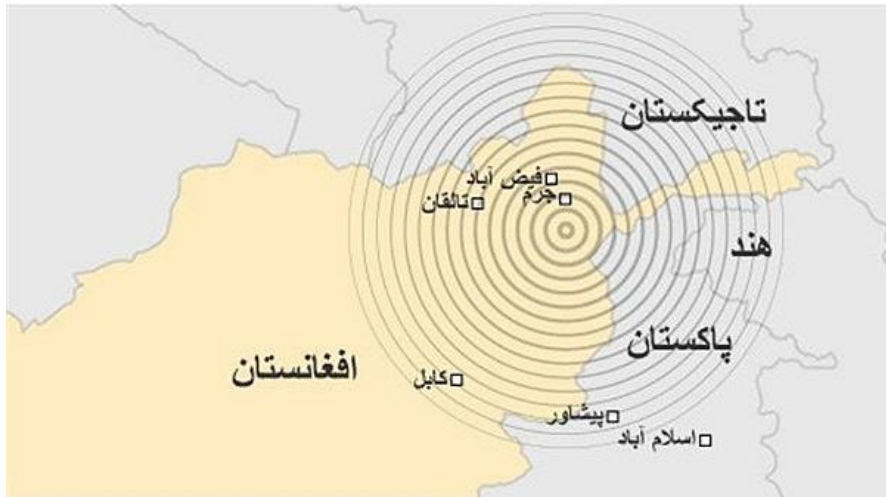 تاجیکستان
فیض آباد
جرم
تالقان
هند
پاکستان
افغانستان
کابل
پیشاور
اسلام آباد